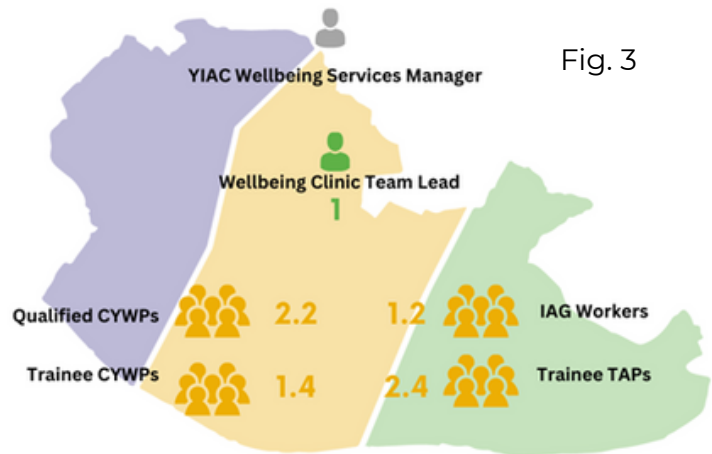 Fig. 3
YIAC Wellbeing Services Manager
Wellbeing Clinic Team Lead
1
Qualified CYWPs 2.2 1.2 IAG Workers
Trainee CYWPs 1.4 2.4 Trainee TAPs